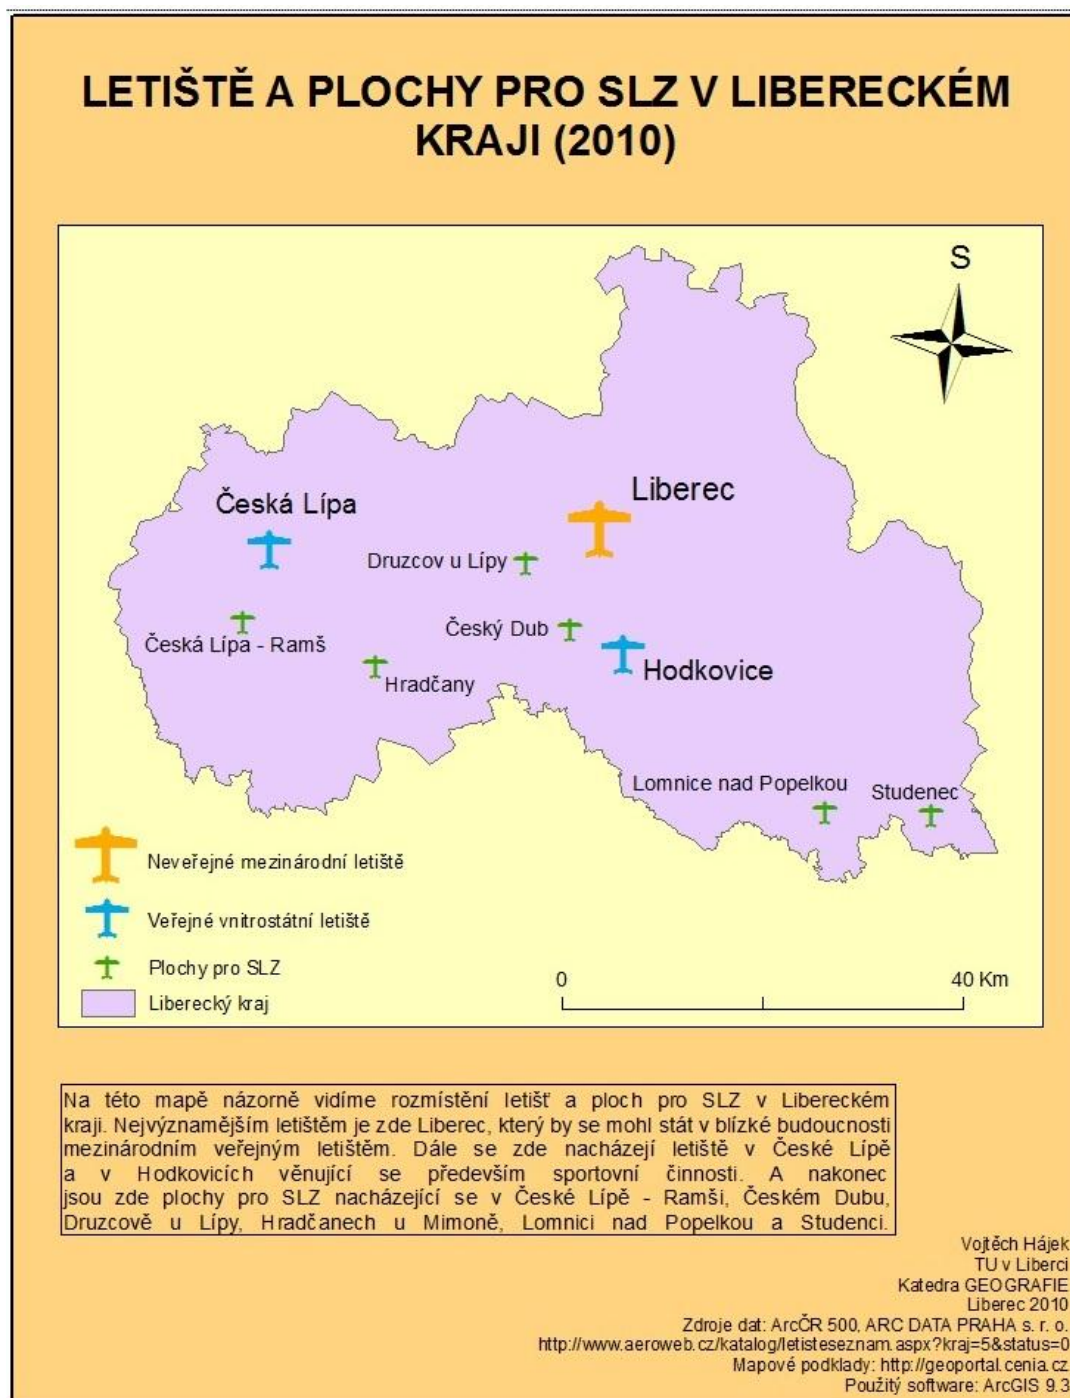 LETIŠTĚ A PLOCHY PRO SLZ V LIBERECKÉM
KRAJI (2010)
S
Česká Lípa
Liberec
Druzcov u Lípy
Český Dub
Česká Lípa - Ramš
Hradčany
Hodkovice
Lomnice nad Popelkou
Studenec
Neveřejné mezinárodní letiště
Veřejné vnitrostátní letiště
Plochy pro SLZ
Liberecký kraj
0 40 Km
Na této mapě názorně vidíme rozmístění letišť a ploch pro SLZ v Libereckém
kraji. Nejvýznamějším letištěm je zde Liberec, který by se mohl stát v blízké budoucnosti
mezinárodním veřejným letištěm. Dále se zde nacházejí letiště v České Lípě
a v Hodkovicích věnující se především sportovní činnosti. A nakonec
jsou zde plochy pro SLZ nacházející se v České Lípě - Ramši, Českém Dubu,
Druzcově u Lípy, Hradčanech u Mimoně, Lomnici nad Popelkou a Studenci.
Vojtěch Hájek
TU v Liberci
Katedra GEOGRAFIE
Liberec 2010
Zdroje dat: ArcČR 500, ARC DATA PRAHA s. r. o.
http://www.aeroweb.cz/katalog/letisteseznam.aspx?kraj=5&status=0
Mapové podklady: http://geoportal.cenia.cz
Použitý software: ArcGIS 9.3